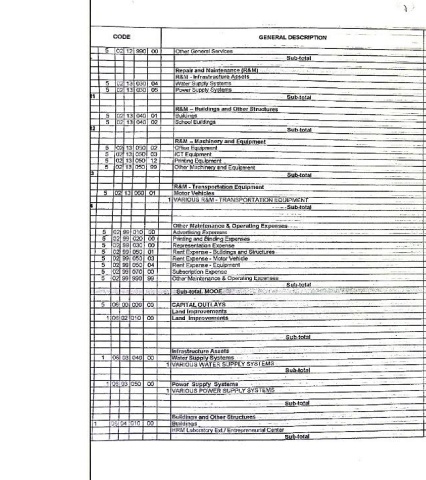 CODE GENERAL DESCRIPTION
5 02 12 990 00 Other General Services
Sub-total
Repair and Maintenance (R&M)
R&M - Infrastructure Assets
5 02 13 030 04 Water Supply Systems
5 02 13 030 05 Power Supply Systems
Sub-total
R&M – Buildings and Other Structures
5 02 13 040 01 Buildings
5 02 13 040 02 School Buildings
Sub-total
R&M – Machinery and Equipment
5 02 13 050 02 Office Equipment
5 02 13 050 03 ICT Equipment
5 02 13 050 12 Printing Equipment
5 02 13 050 99 Other Machinery and Equipment
Sub-total
R&M - Transportation Equipment
5 02 13 060 01 Motor Vehicles
1 VARIOUS R&M - TRANSPORTATION EQUIPMENT
Sub-total
Other Maintenance & Operating Expenses
5 02 99 010 00 Advertising Expenses
5 02 99 020 00 Printing and Binding Expenses
5 02 99 030 00 Representation Expense
5 02 99 050 01 Rent Expense - Buildings and Structures
5 02 99 050 03 Rent Expense - Motor Vehicle
5 02 99 050 04 Rent Expense - Equipment
5 02 99 070 00 Subscription Expense
5 02 99 990 99 Other Maintenance & Operating Expenses
Sub-total
Sub-total, MOOE
5 06 00 000 00 CAPITAL OUTLAYS
Land Improvements
1 06 02 010 00 Land Improvements
Sub-total
Infrastructure Assets
1 06 03 040 00 Water Supply Systems
1 VARIOUS WATER SUPPLY SYSTEMS
Sub-total
1 06 03 050 00 Power Supply Systems
1 VARIOUS POWER SUPPLY SYSTEMS
Sub-total
Buildings and Other Structures
1 06 04 010 00 Buildings
HRM Laboratory Ext./ Entrepreneurial Center
Sub-total